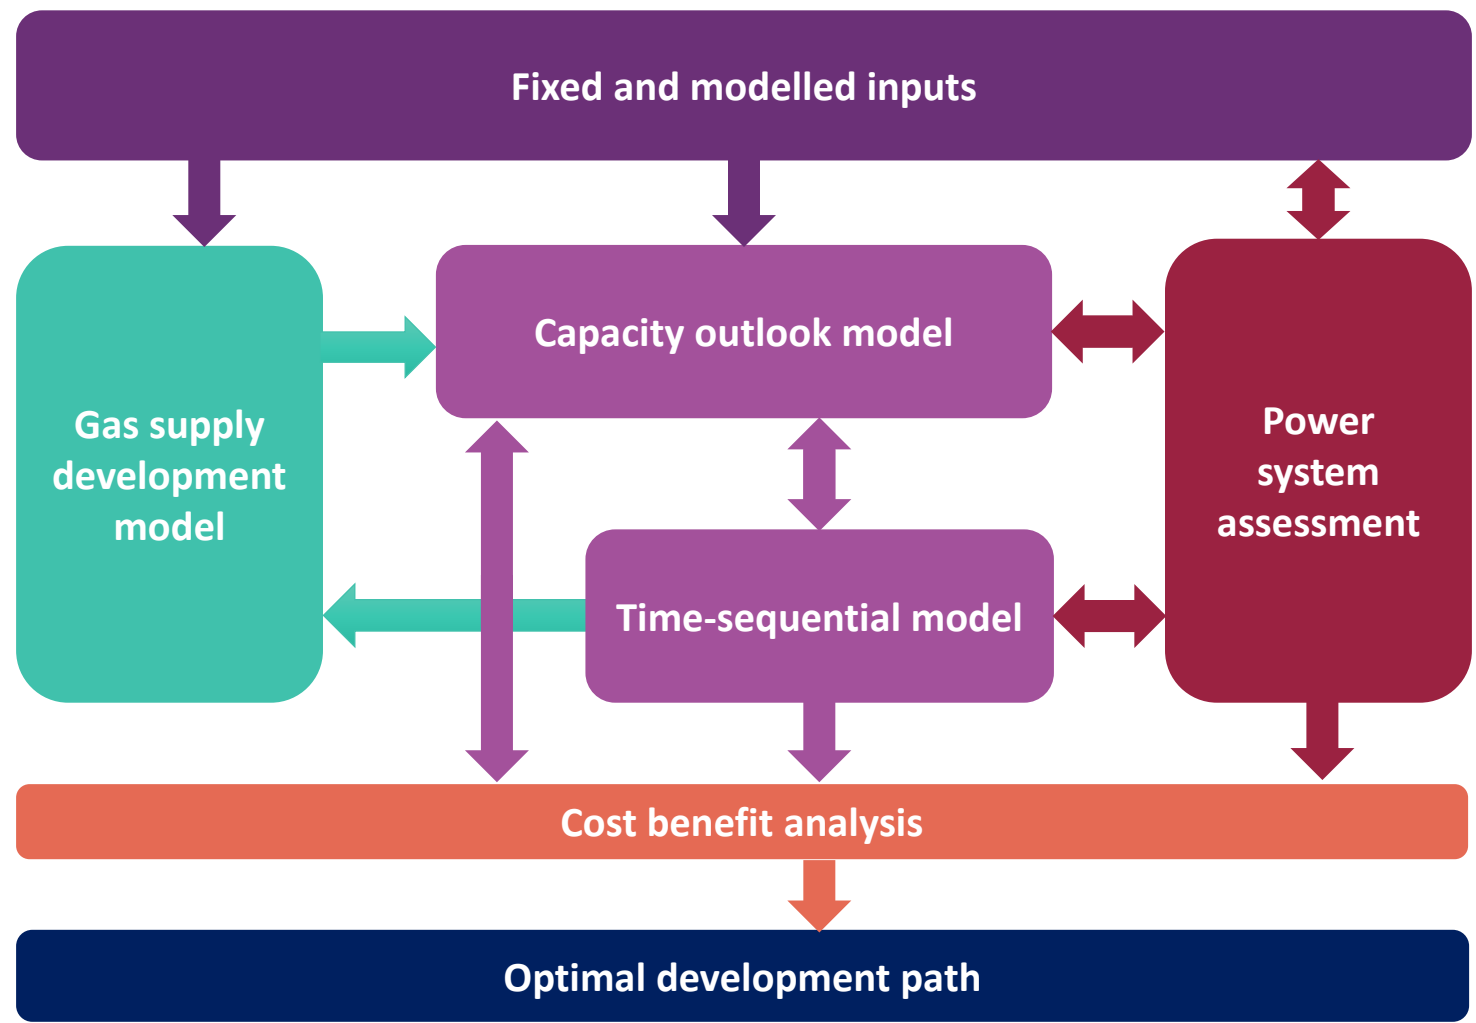 Fixed and modelled inputs
Capacity outlook model
Gas supply
development
model
Power
system
assessment
Time-sequential model
Cost benefit analysis
Optimal development path